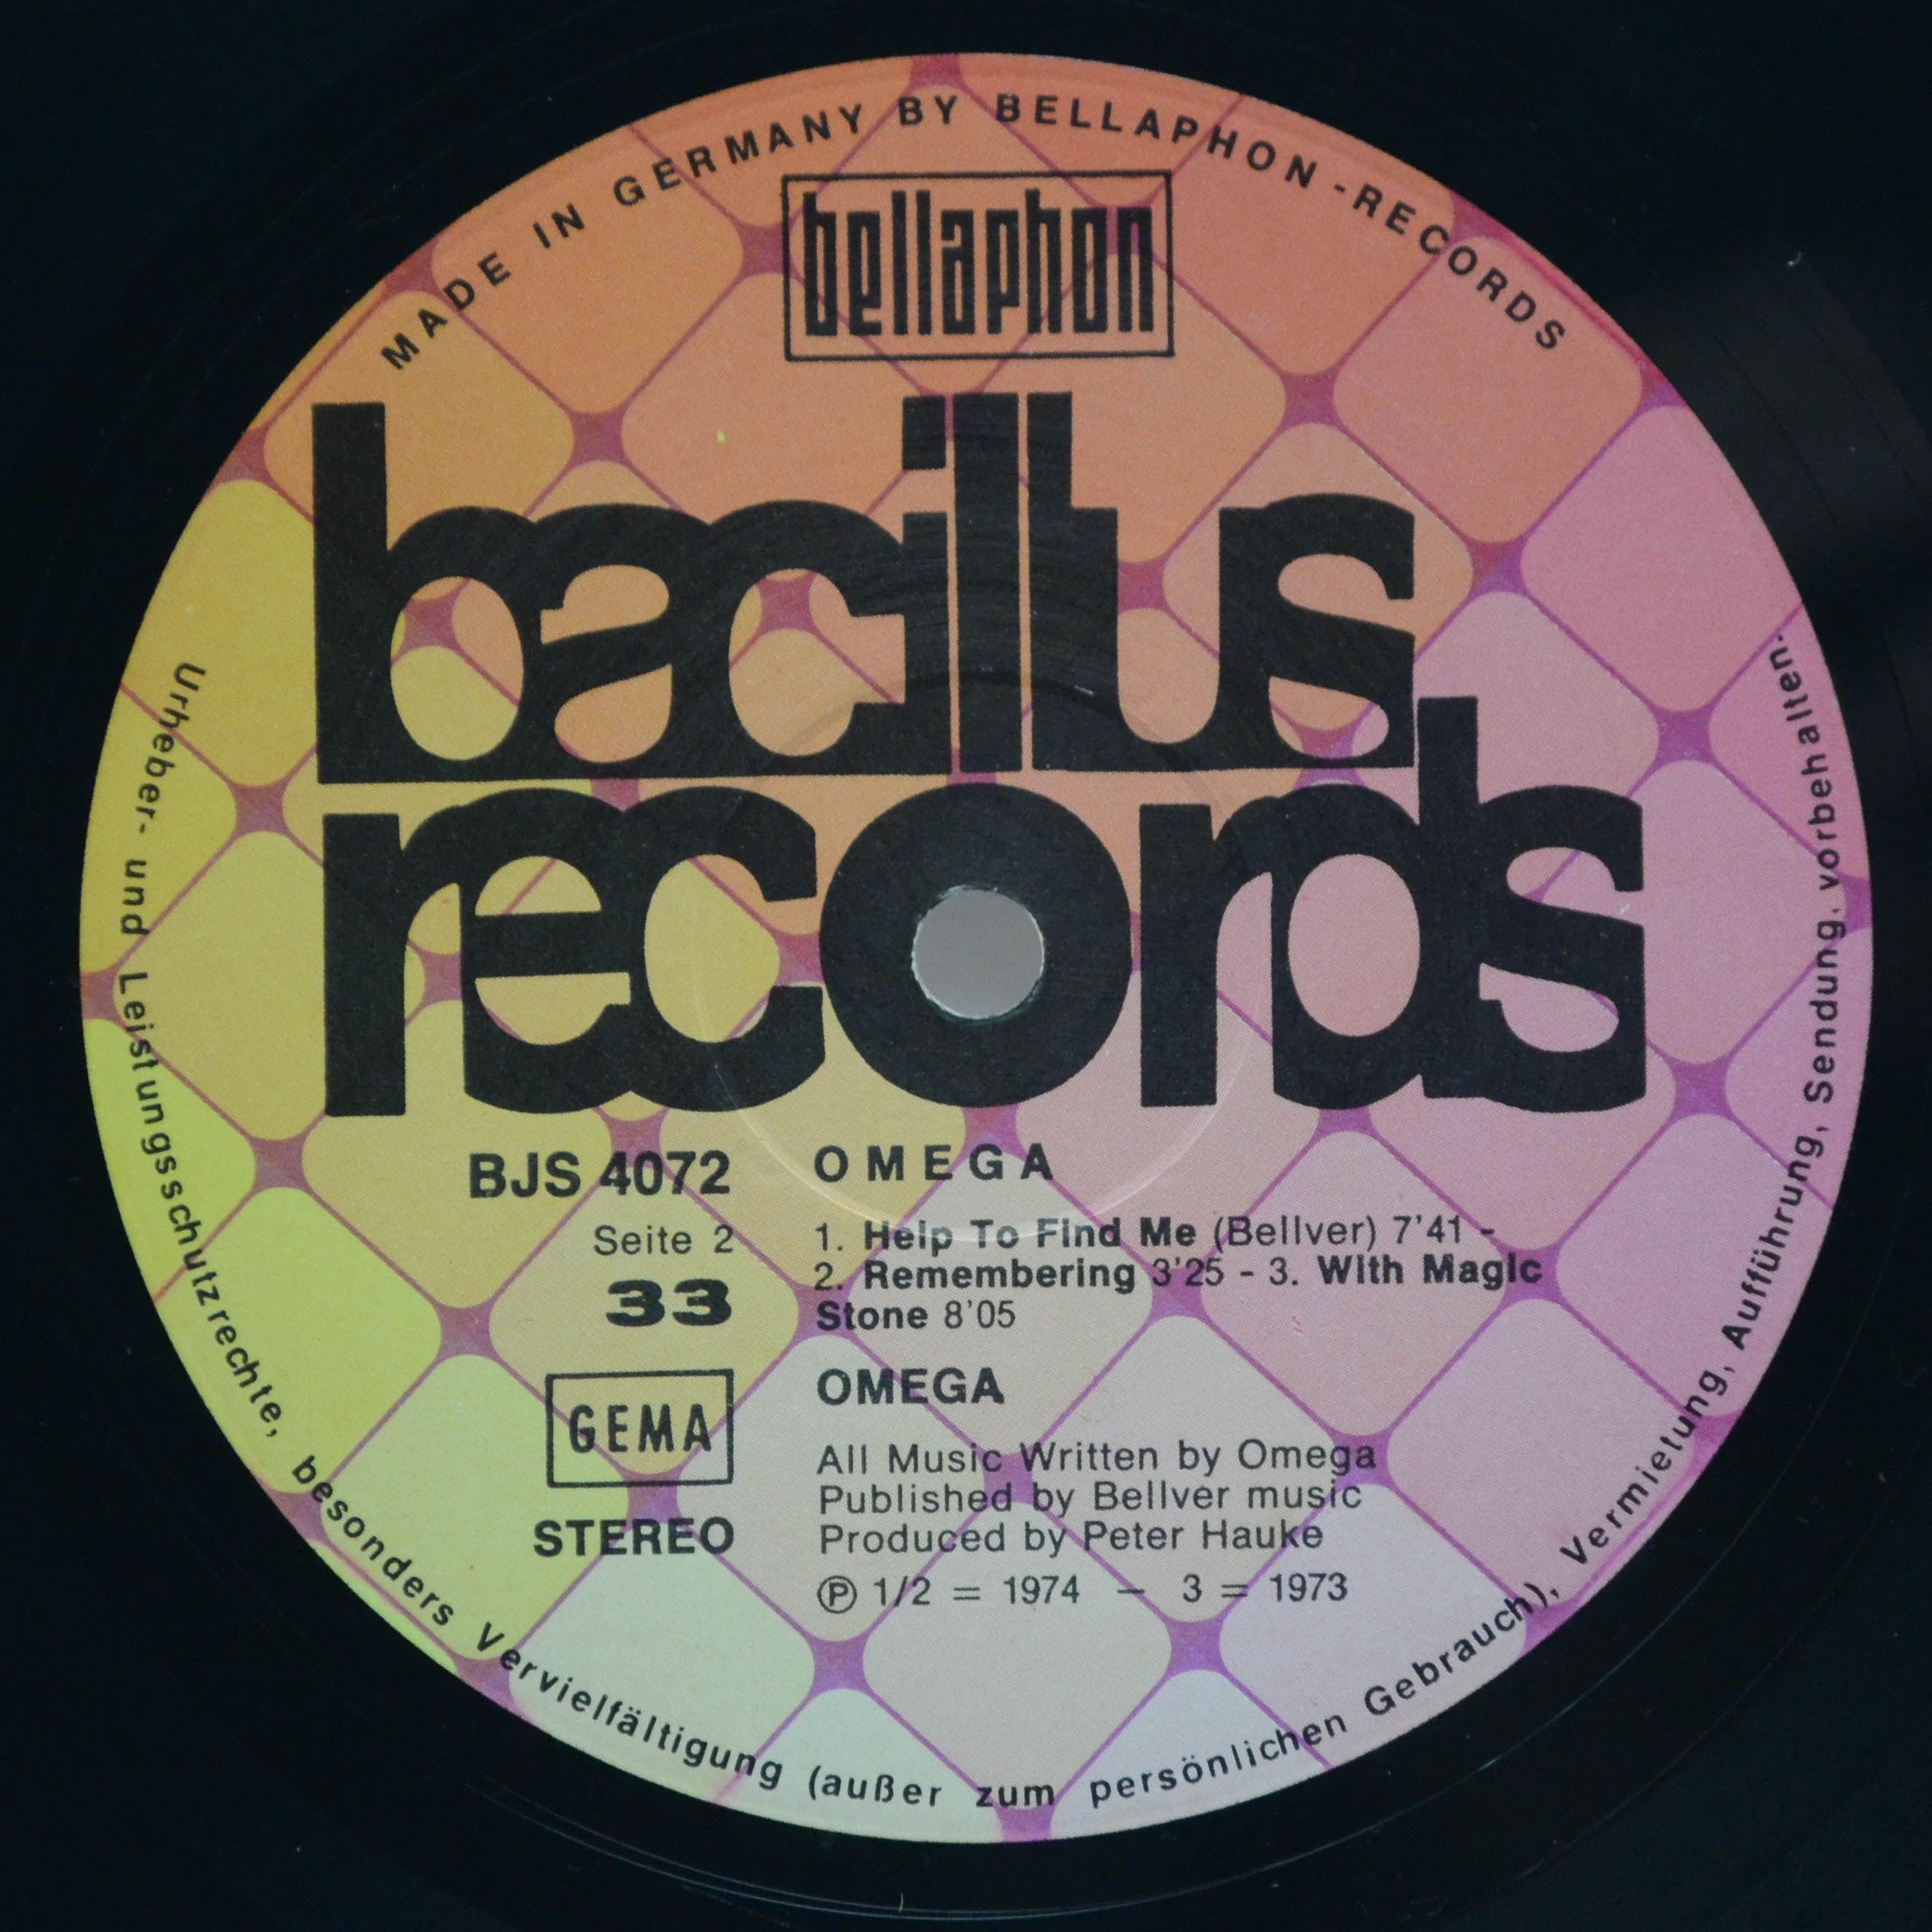 MADE IN GERMANY BY BELLAPHON-RECORDS
bellaphon
bacillus
records
BJS 4072
Seite 2
33
GEMA
STEREO
OMEGA
1. Help To Find Me (Bellver) 7'41 -
2. Remembering 3'25 - 3. With Magic
Stone 8'05
OMEGA
All Music Written by Omega
Published by Bellver music
Produced by Peter Hauke
Ⓟ 1/2 = 1974 - 3 = 1973
Urheber- und Leistungsschutzrechte, besonders Vervielfältigung (außer zum persönlichen Gebrauch), Vermietung, Aufführung, Sendung, vorbehalten.